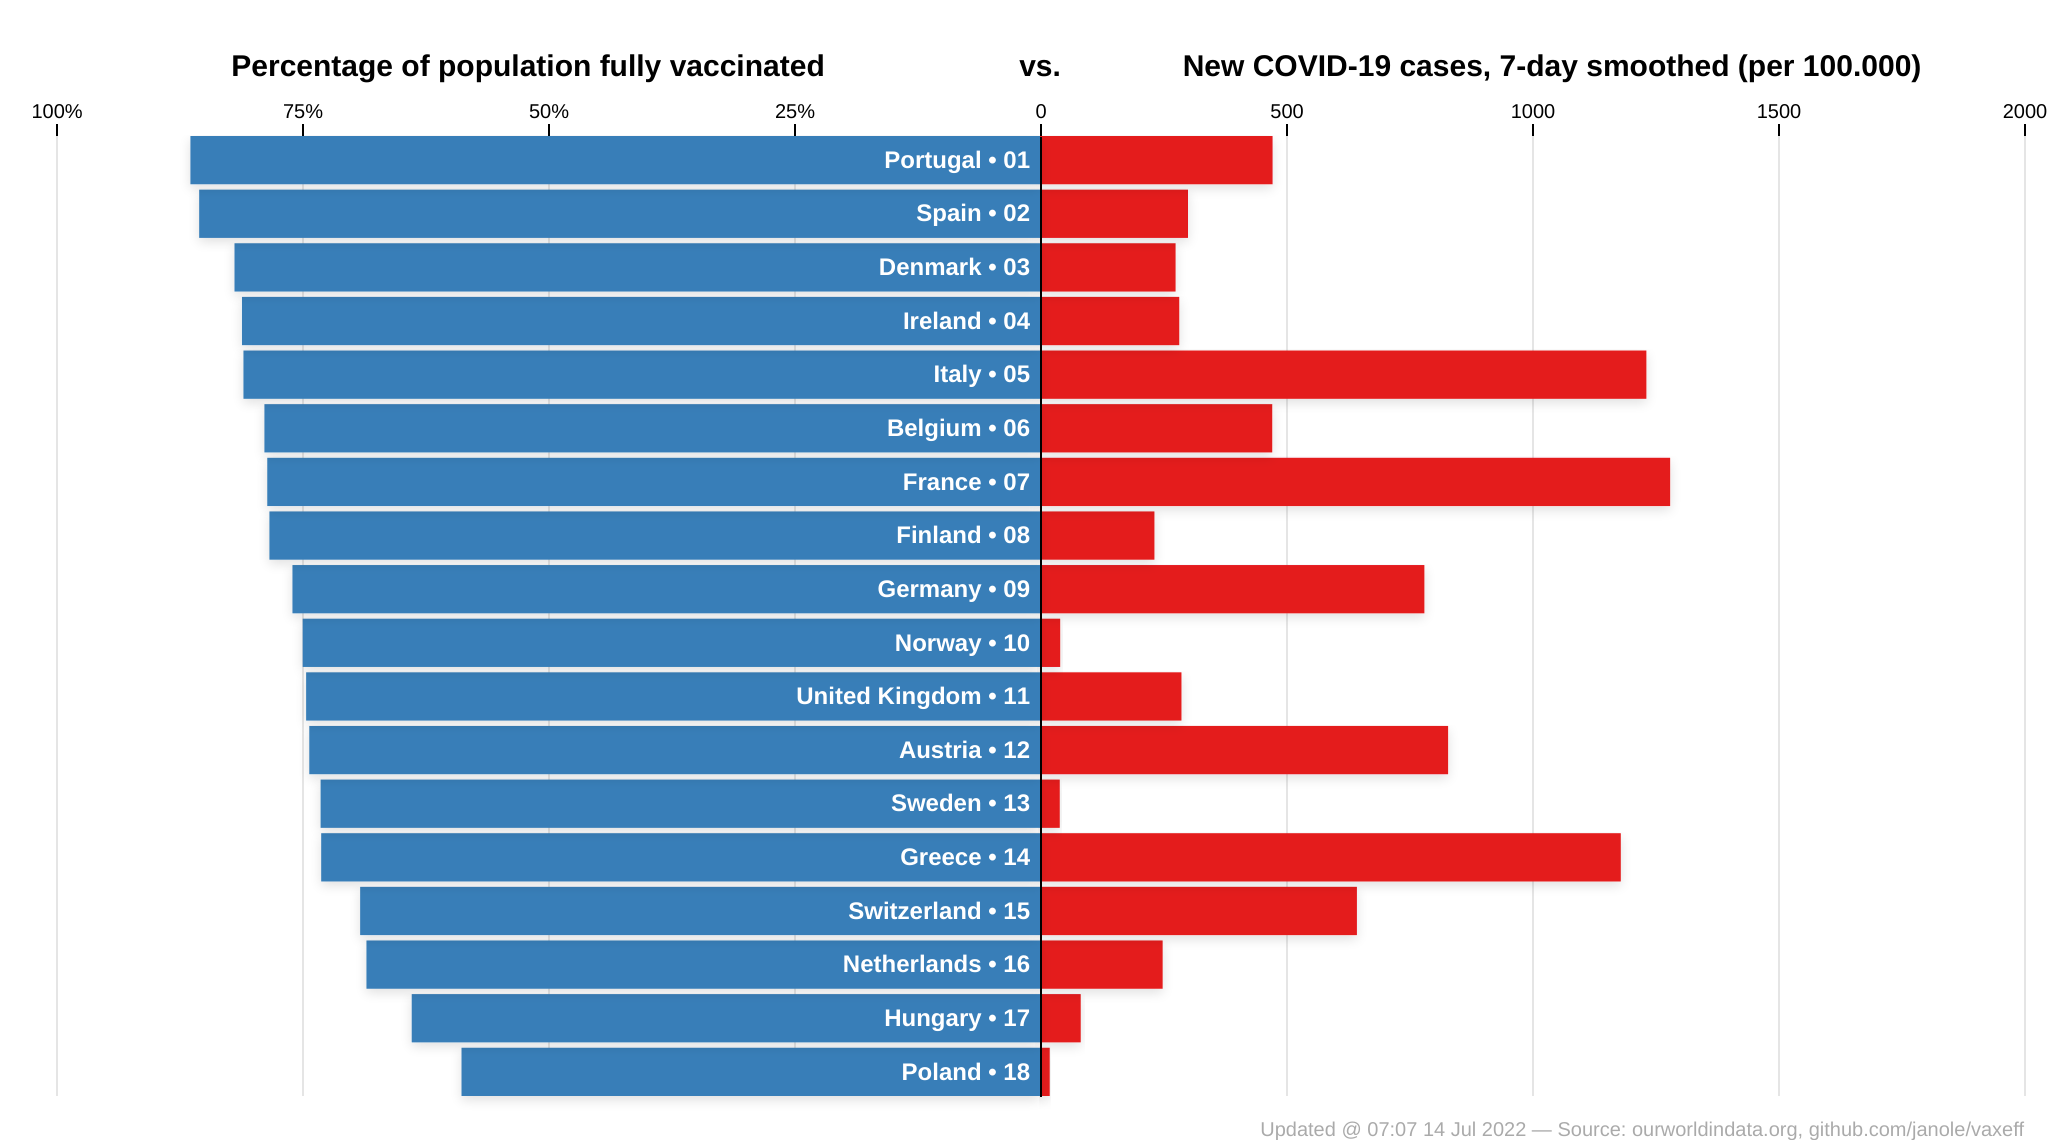 Percentage of population fully vaccinated vs. New COVID-19 cases, 7-day smoothed (per 100.000)
100% 75% 50% 25% 0 500 1000 1500 2000
Portugal • 01
Spain • 02
Denmark • 03
Ireland • 04
Italy • 05
Belgium • 06
France • 07
Finland • 08
Germany • 09
Norway • 10
United Kingdom • 11
Austria • 12
Sweden • 13
Greece • 14
Switzerland • 15
Netherlands • 16
Hungary • 17
Poland • 18
Updated @ 07:07 14 Jul 2022 — Source: ourworldindata.org, github.com/janole/vaxeff